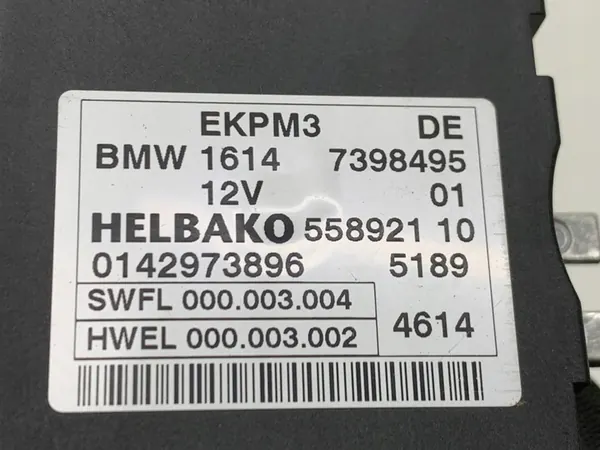 EKPM3 DE
BMW 1614 7398495
12V 01
HELBAKO 558921 10
0142973896 5189
SWFL 000.003.004
HWEL 000.003.002 4614